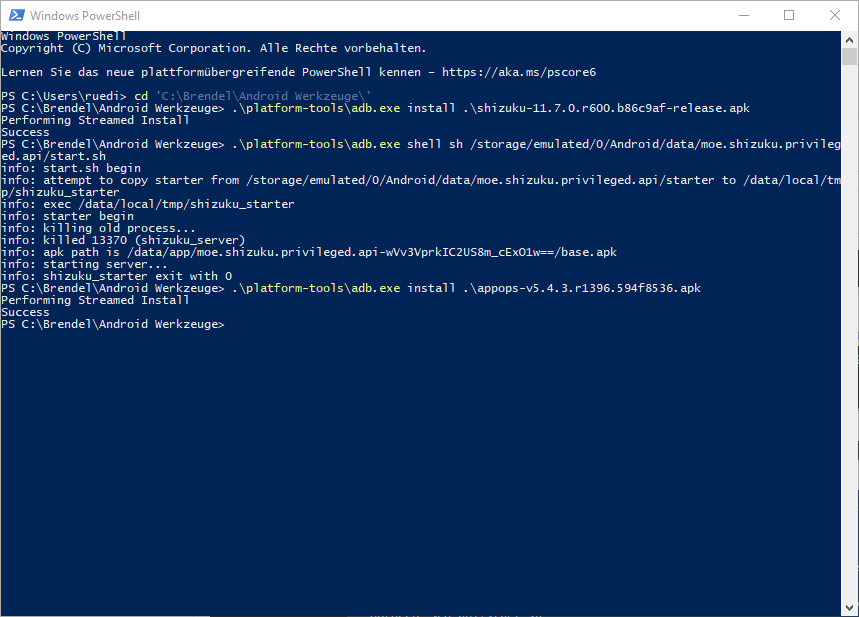 Windows PowerShell
Windows PowerShell
Copyright (C) Microsoft Corporation. Alle Rechte vorbehalten.
Lernen Sie das neue plattformübergreifende PowerShell kennen – https://aka.ms/pscore6
PS C:\Users\ruedi> cd 'C:\Brendel\Android Werkzeuge\'
PS C:\Brendel\Android Werkzeuge> .\platform-tools\adb.exe install .\shizuku-11.7.0.r600.b86c9af-release.apk
Performing Streamed Install
Success
PS C:\Brendel\Android Werkzeuge> .\platform-tools\adb.exe shell sh /storage/emulated/0/Android/data/moe.shizuku.privileg
ed.api/start.sh
info: start.sh begin
info: attempt to copy starter from /storage/emulated/0/Android/data/moe.shizuku.privileged.api/starter to /data/local/tm
p/shizuku_starter
info: exec /data/local/tmp/shizuku_starter
info: starter begin
info: killing old process...
info: killed 13370 (shizuku_server)
info: apk path is /data/app/moe.shizuku.privileged.api-wVv3VprkIC2US8m_cExO1w==/base.apk
info: starting server...
info: shizuku_starter exit with 0
PS C:\Brendel\Android Werkzeuge> .\platform-tools\adb.exe install .\appops-v5.4.3.r1396.594f8536.apk
Performing Streamed Install
Success
PS C:\Brendel\Android Werkzeuge>